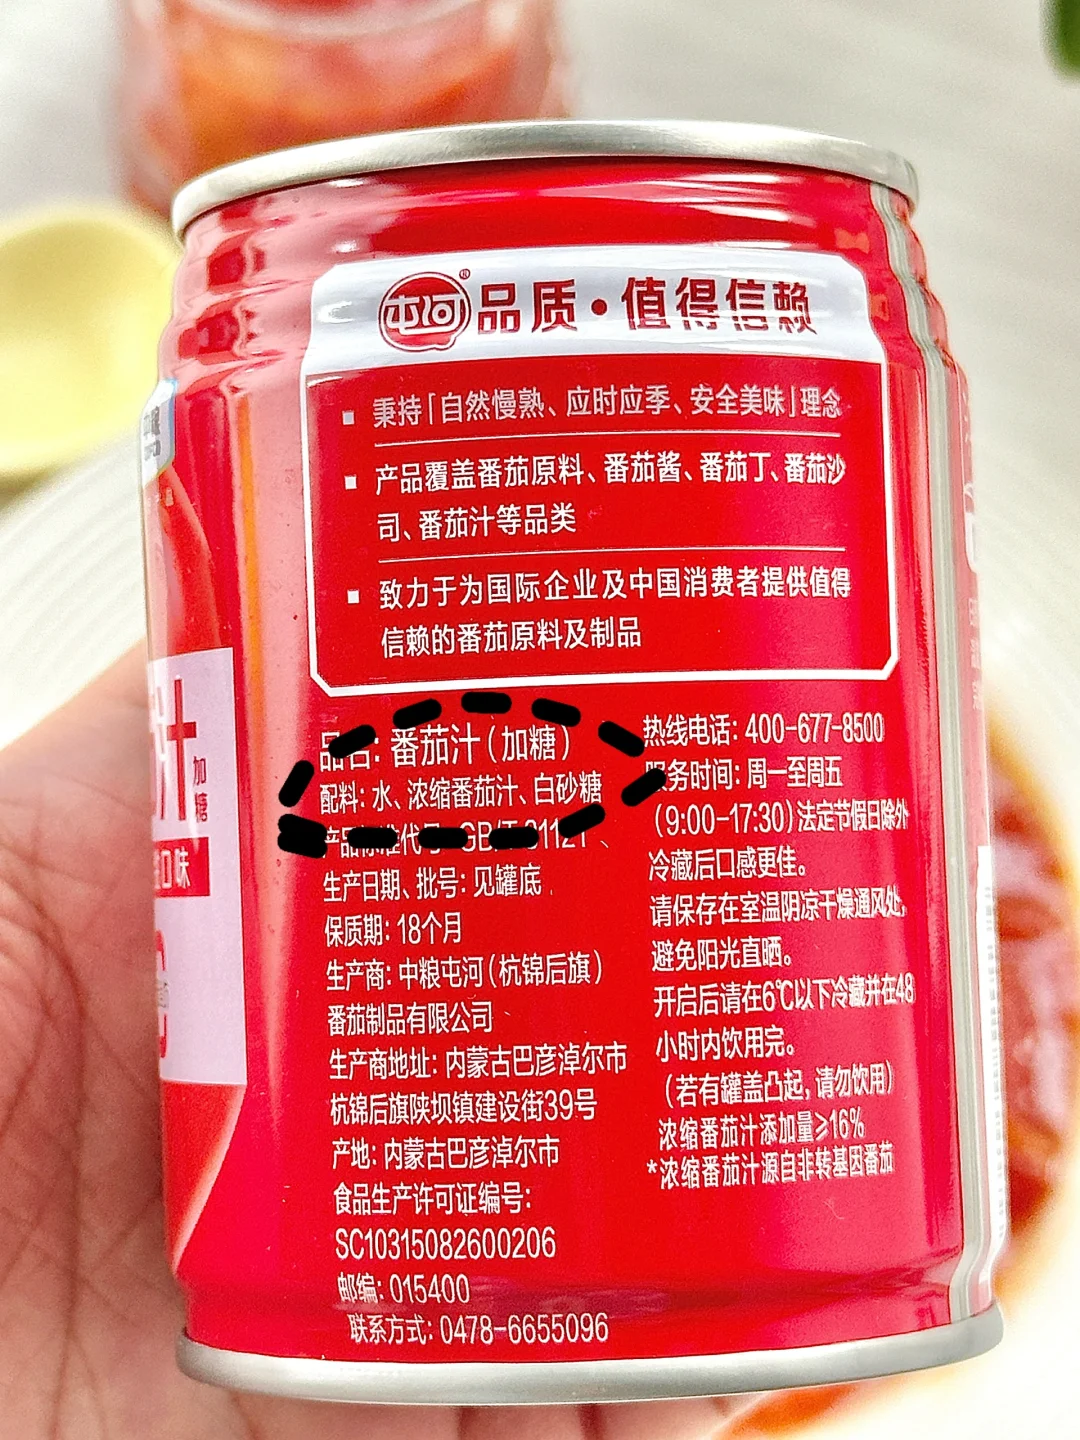 屯河® 品质·值得信赖
秉持「自然慢熟、应时应季、安全美味」理念
产品覆盖番茄原料、番茄酱、番茄丁、番茄沙
司、番茄汁等品类
致力于为国际企业及中国消费者提供值得
信赖的番茄原料及制品
品名: 番茄汁(加糖)
配料: 水、浓缩番茄汁、白砂糖
产品标准代号 GB/T 31121
生产日期、批号: 见罐底
保质期: 18个月
生产商: 中粮屯河(杭锦后旗)
番茄制品有限公司
生产商地址: 内蒙古巴彦淖尔市
杭锦后旗陕坝镇建设街39号
产地: 内蒙古巴彦淖尔市
食品生产许可证编号:
SC10315082600206
邮编: 015400
联系方式: 0478-6655096
热线电话: 400-677-8500
服务时间: 周一至周五
(9:00-17:30)法定节假日除外
冷藏后口感更佳。
请保存在室温阴凉干燥通风处,
避免阳光直晒。
开启后请在6℃以下冷藏并在48
小时内饮用完。
(若有罐盖凸起,请勿饮用)
浓缩番茄汁添加量≥16%
*浓缩番茄汁源自非转基因番茄
汁
加糖
口味